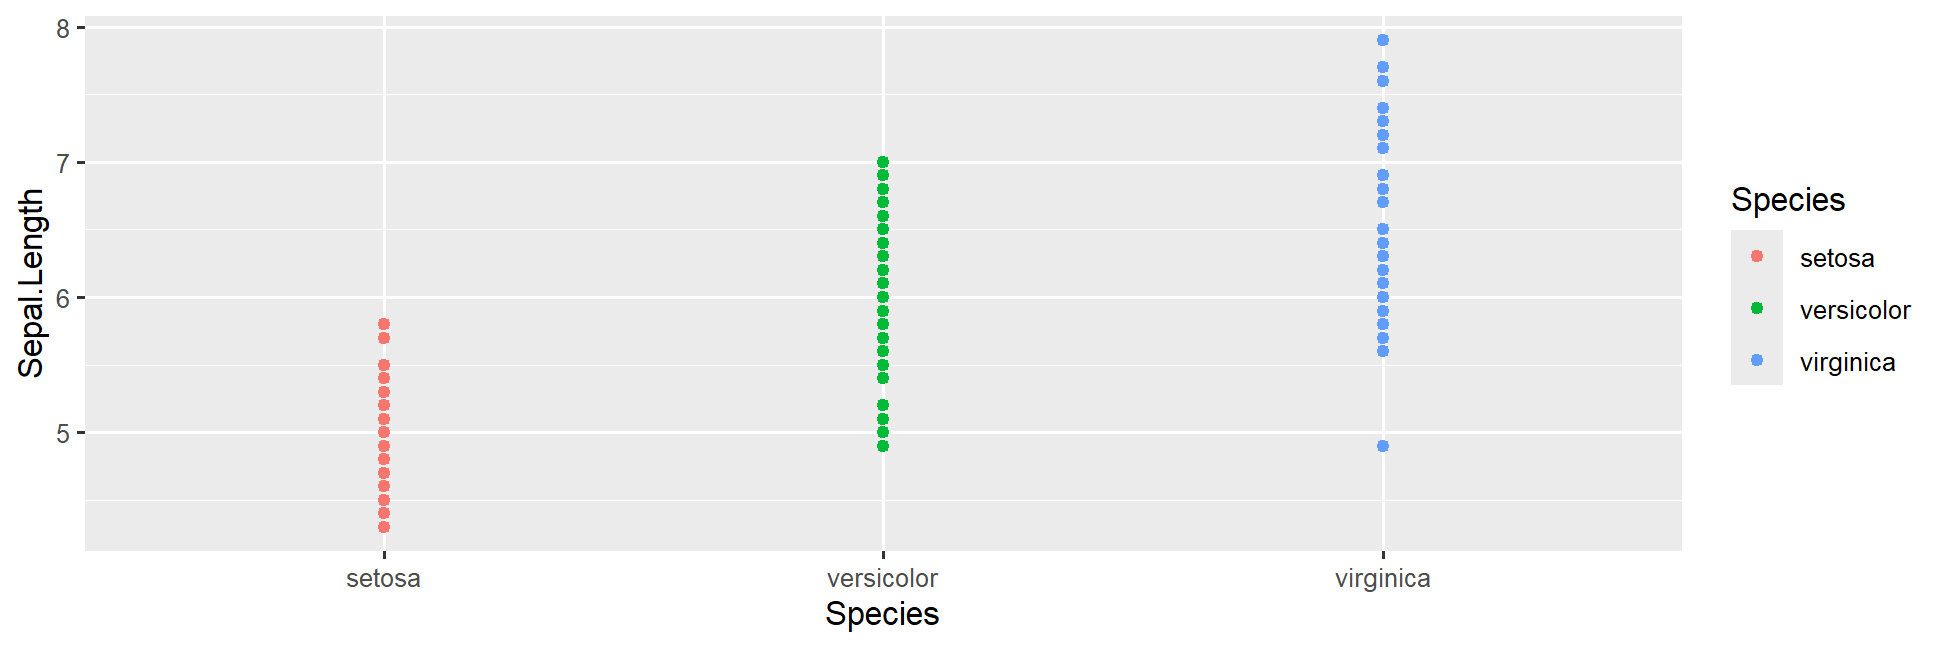 8
7
6
5
Sepal.Length
setosa versicolor virginica
Species
Species
setosa
versicolor
virginica